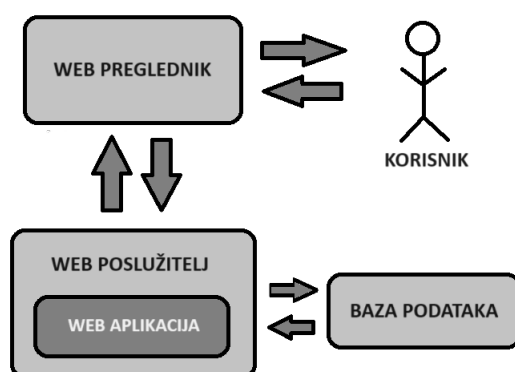 WEB PREGLEDNIK
KORISNIK
WEB POSLUŽITELJ
WEB APLIKACIJA
BAZA PODATAKA